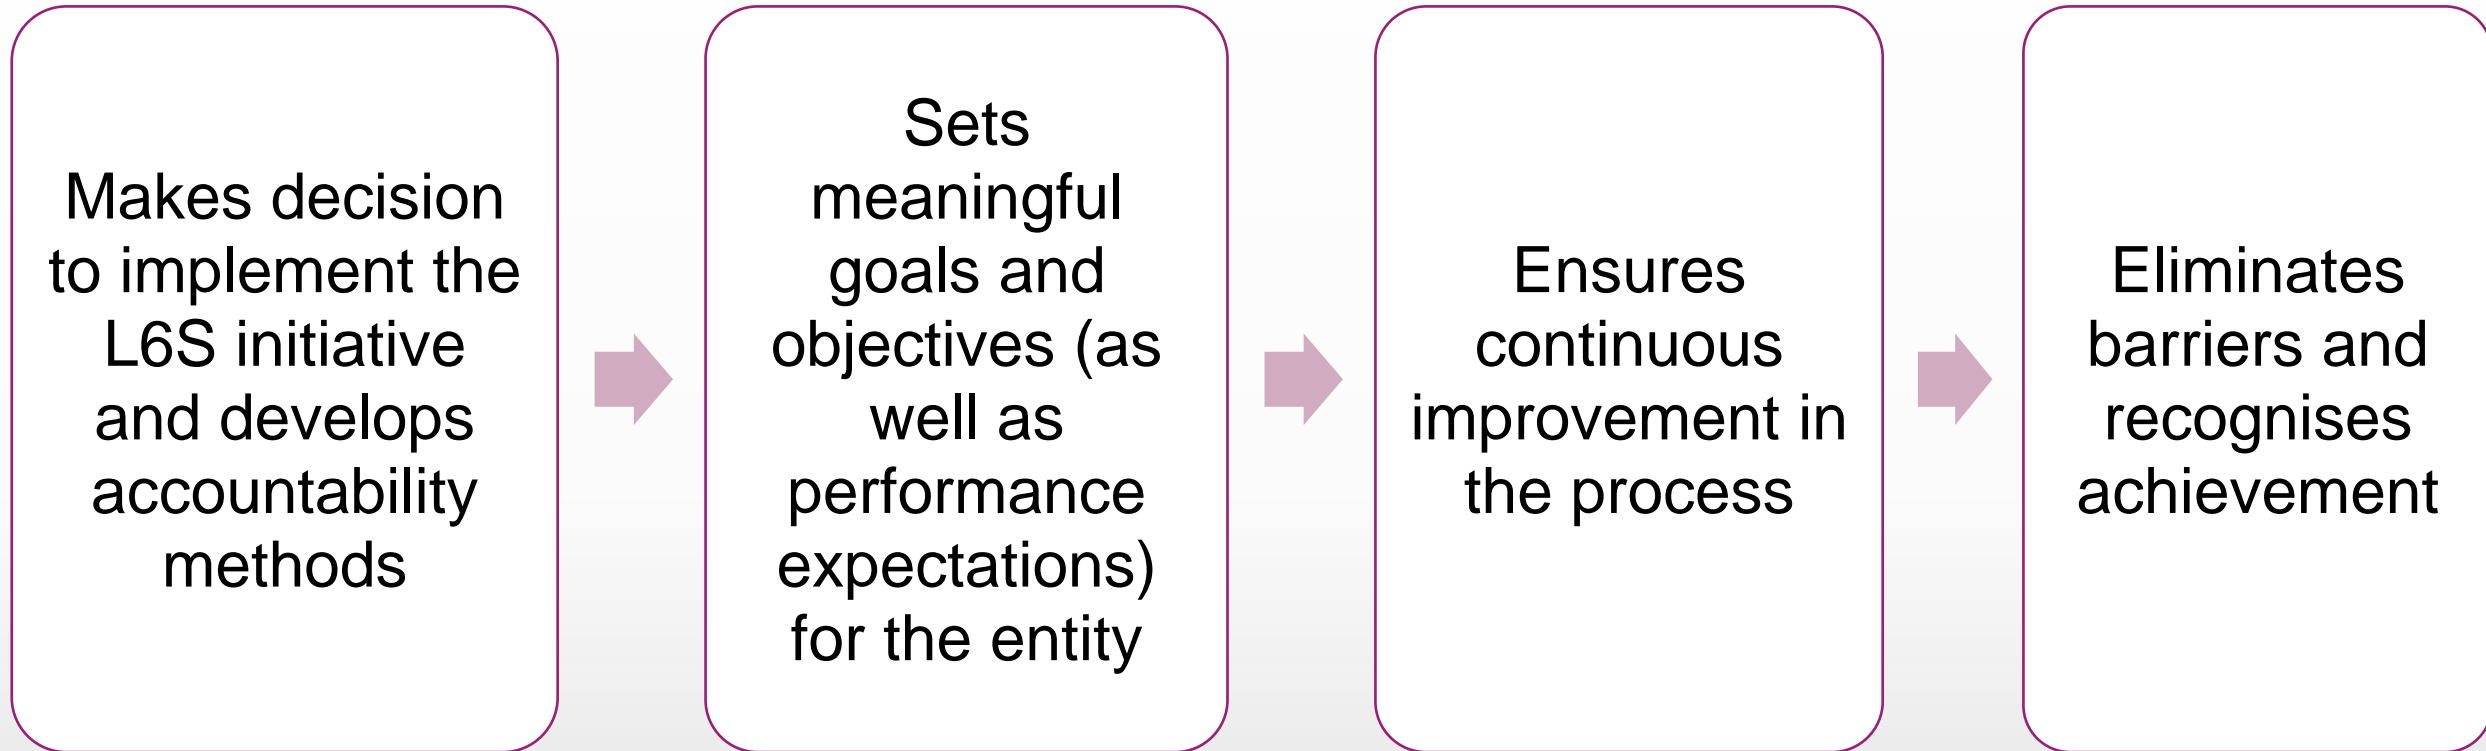 Makes decision
to implement the
L6S initiative
and develops
accountability
methods
Sets
meaningful
goals and
objectives (as
well as
performance
expectations)
for the entity
Ensures
continuous
improvement in
the process
Eliminates
barriers and
recognises
achievement